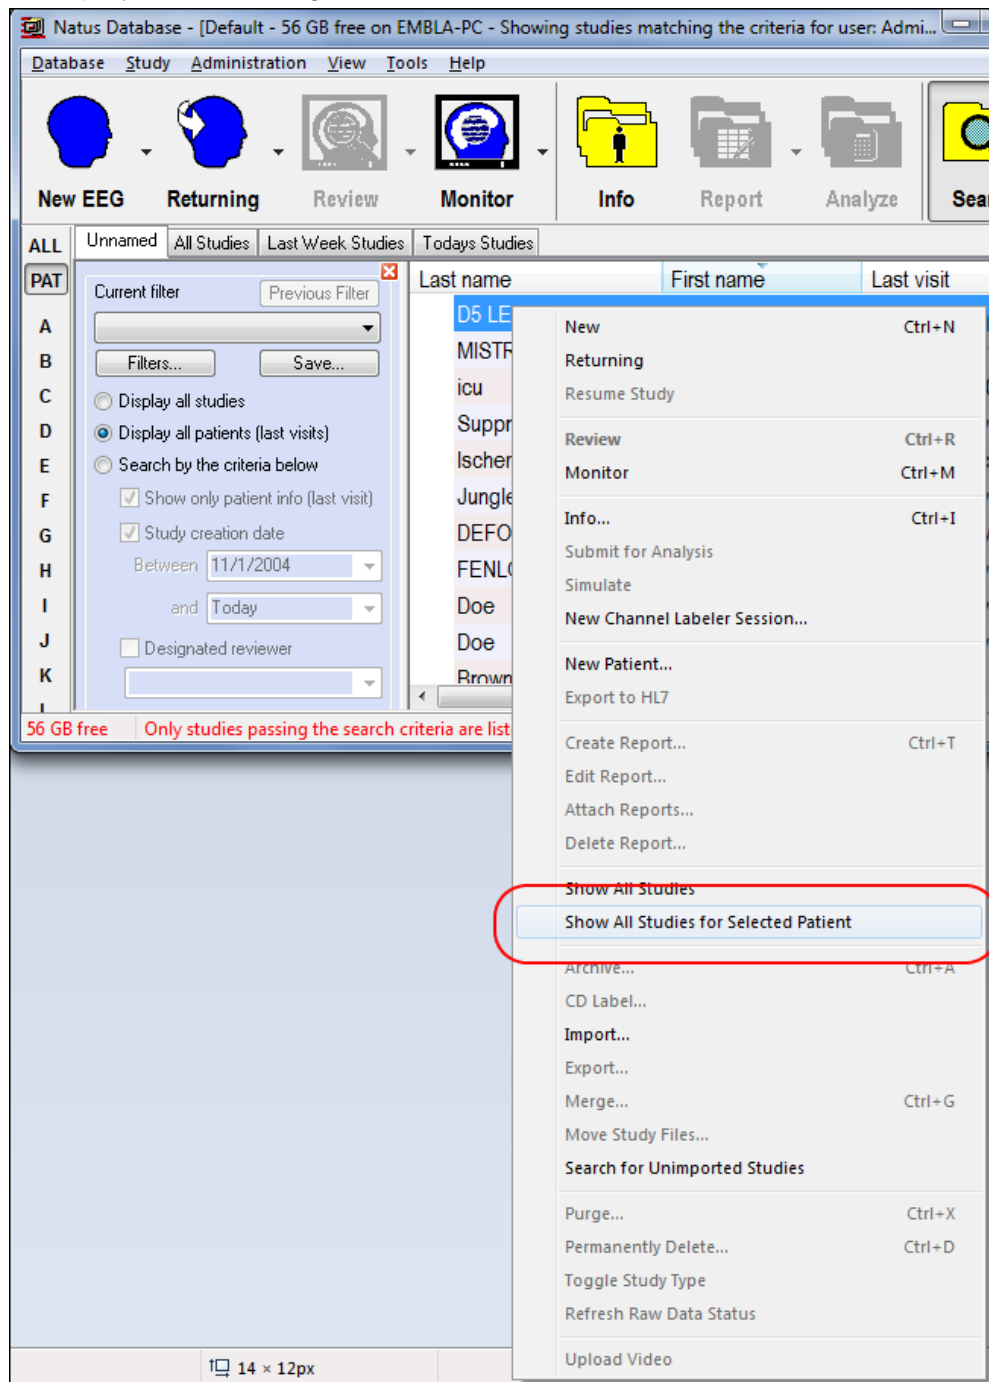 Natus Database - [Default - 56 GB free on EMBLA-PC - Showing studies matching the criteria for user: Admi...
Database Study Administration View Tools Help
New EEG Returning Review Monitor Info Report Analyze
ALL Unnamed All Studies Last Week Studies Todays Studies
PAT Current filter Previous Filter Last name First name Last visit
A
B Filters... Save...
C Display all studies
D Display all patients (last visits)
E Search by the criteria below
F Show only patient info (last visit)
G Study creation date
H Between 11/1/2004
I and Today
J Designated reviewer
K
D5
icu
Doe
Doe
Brown
56 GB free Only studies passing the search criteria are
New Ctrl+N
Returning
Resume Study
Review Ctrl+R
Monitor Ctrl+M
Info... Ctrl+I
Submit for Analysis
Simulate
New Channel Labeler Session...
New Patient...
Export to HL7
Create Report... Ctrl+T
Edit Report...
Attach Reports...
Delete Report...
Show All Studies
Show All Studies for Selected Patient
Archive... Ctrl+A
CD Label...
Import...
Export...
Merge... Ctrl+G
Move Study Files...
Search for Unimported Studies
Purge... Ctrl+X
Permanently Delete... Ctrl+D
Toggle Study Type
Refresh Raw Data Status
Upload Video
14 × 12px